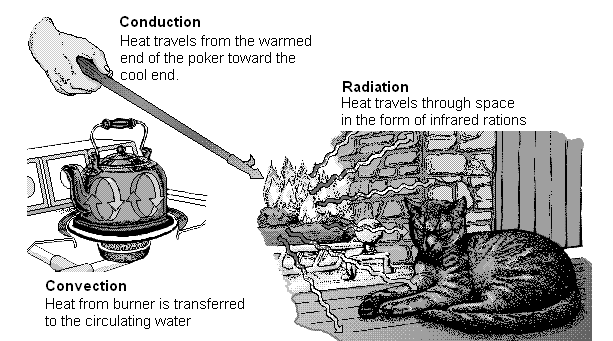 Conduction
Heat travels from the warmed
end of the poker toward the
cool end.
Radiation
Heat travels through space
in the form of infrared rations
Convection
Heat from burner is transferred
to the circulating water